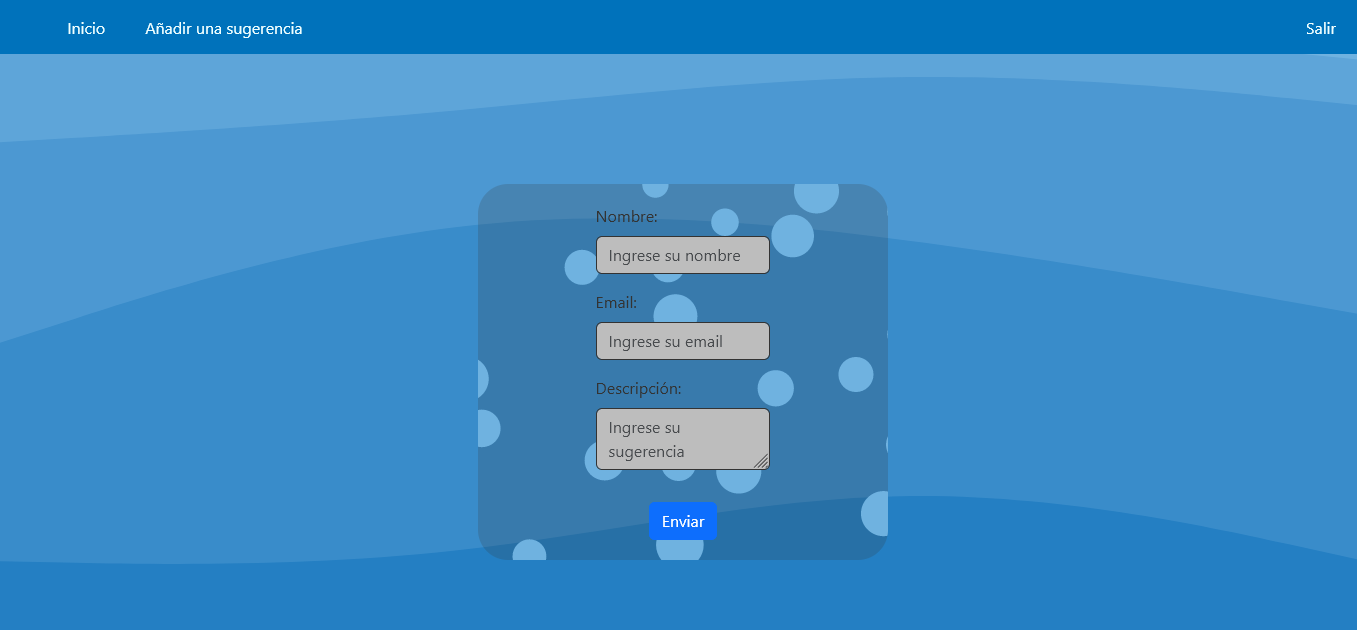 Inicio
Añadir una sugerencia
Salir
Nombre:
Ingrese su nombre
Email:
Ingrese su email
Descripción:
Ingrese su
sugerencia
Enviar